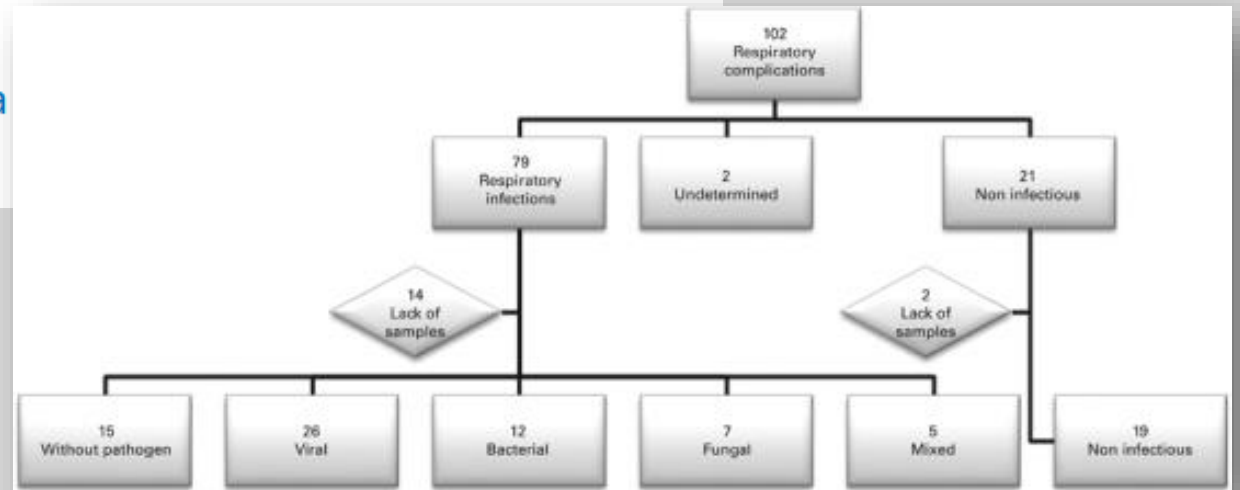 102
Respiratory
complications
a
79
Respiratory
infections
2
Undetermined
21
Non infectious
14
Lack of
samples
2
Lack of
samples
15
Without pathogen
26
Viral
12
Bacterial
7
Fungal
5
Mixed
19
Non infectious